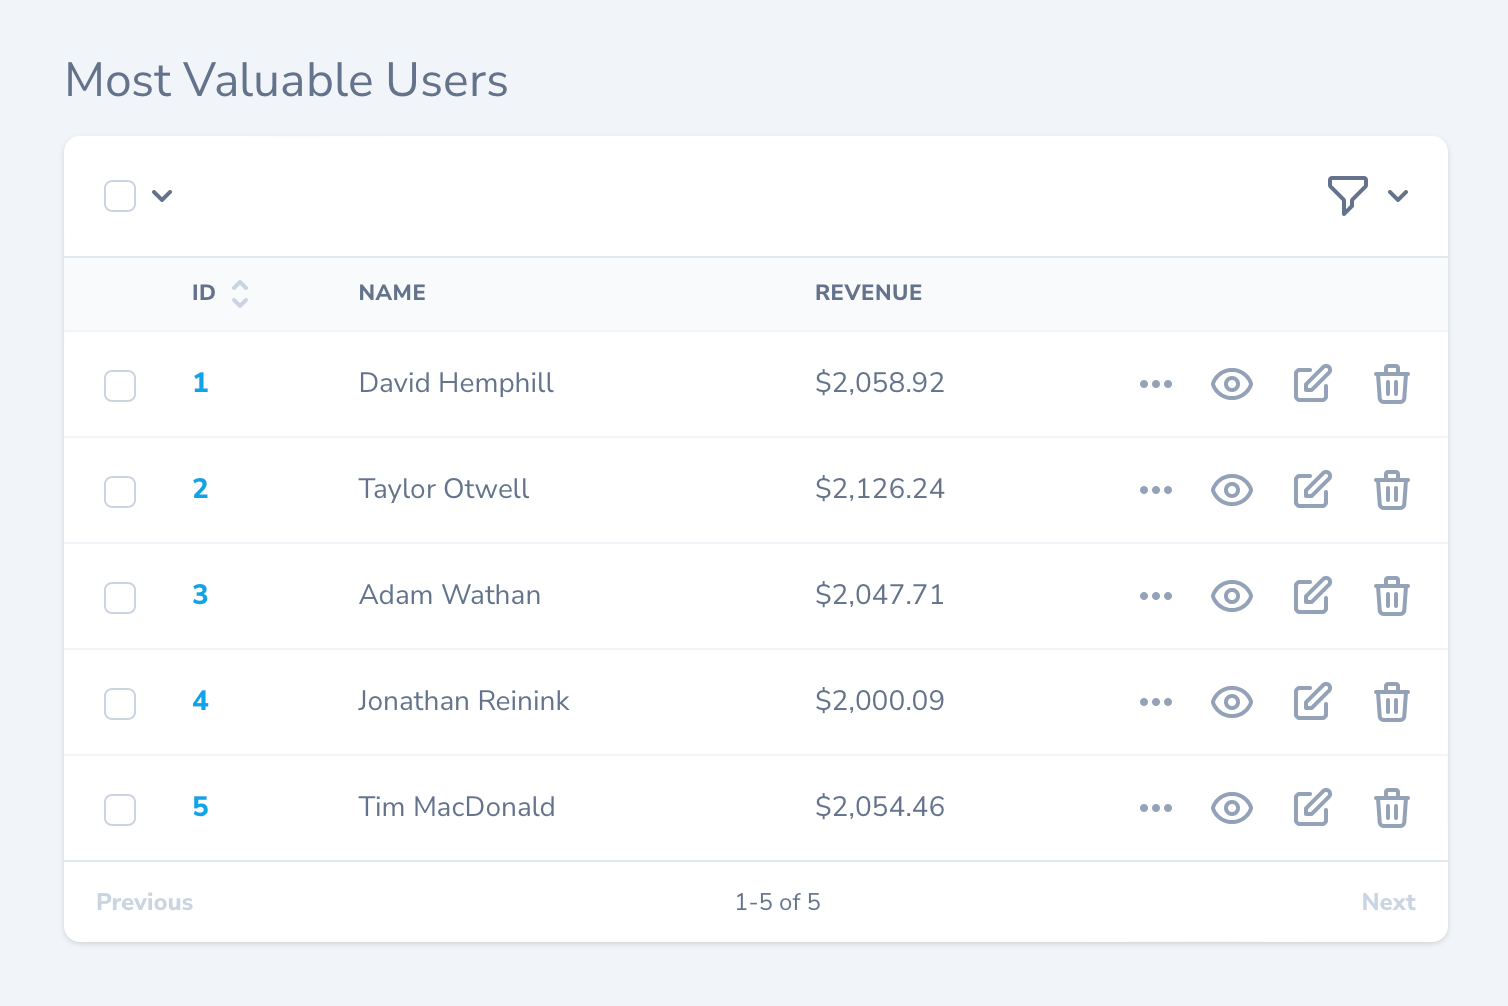 Most Valuable Users
ID NAME REVENUE
1 David Hemphill $2,058.92
2 Taylor Otwell $2,126.24
3 Adam Wathan $2,047.71
4 Jonathan Reinink $2,000.09
5 Tim MacDonald $2,054.46
Previous 1-5 of 5 Next